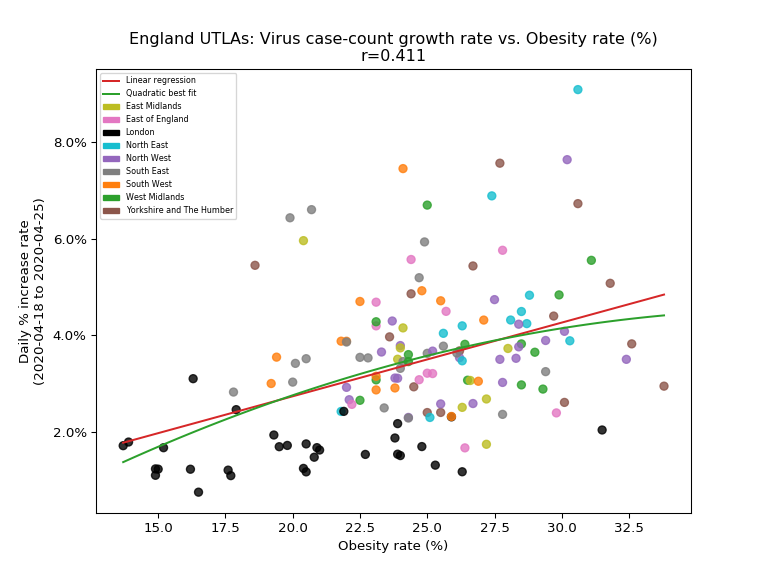 England UTLAs: Virus case-count growth rate vs. Obesity rate (%)
r=0.411
Linear regression
Quadratic best fit
East Midlands
East of England
London
North East
North West
South East
South West
West Midlands
Yorkshire and The Humber
8.0%
6.0%
4.0%
2.0%
Daily % increase rate
(2020-04-18 to 2020-04-25)
15.0 17.5 20.0 22.5 25.0 27.5 30.0 32.5
Obesity rate (%)